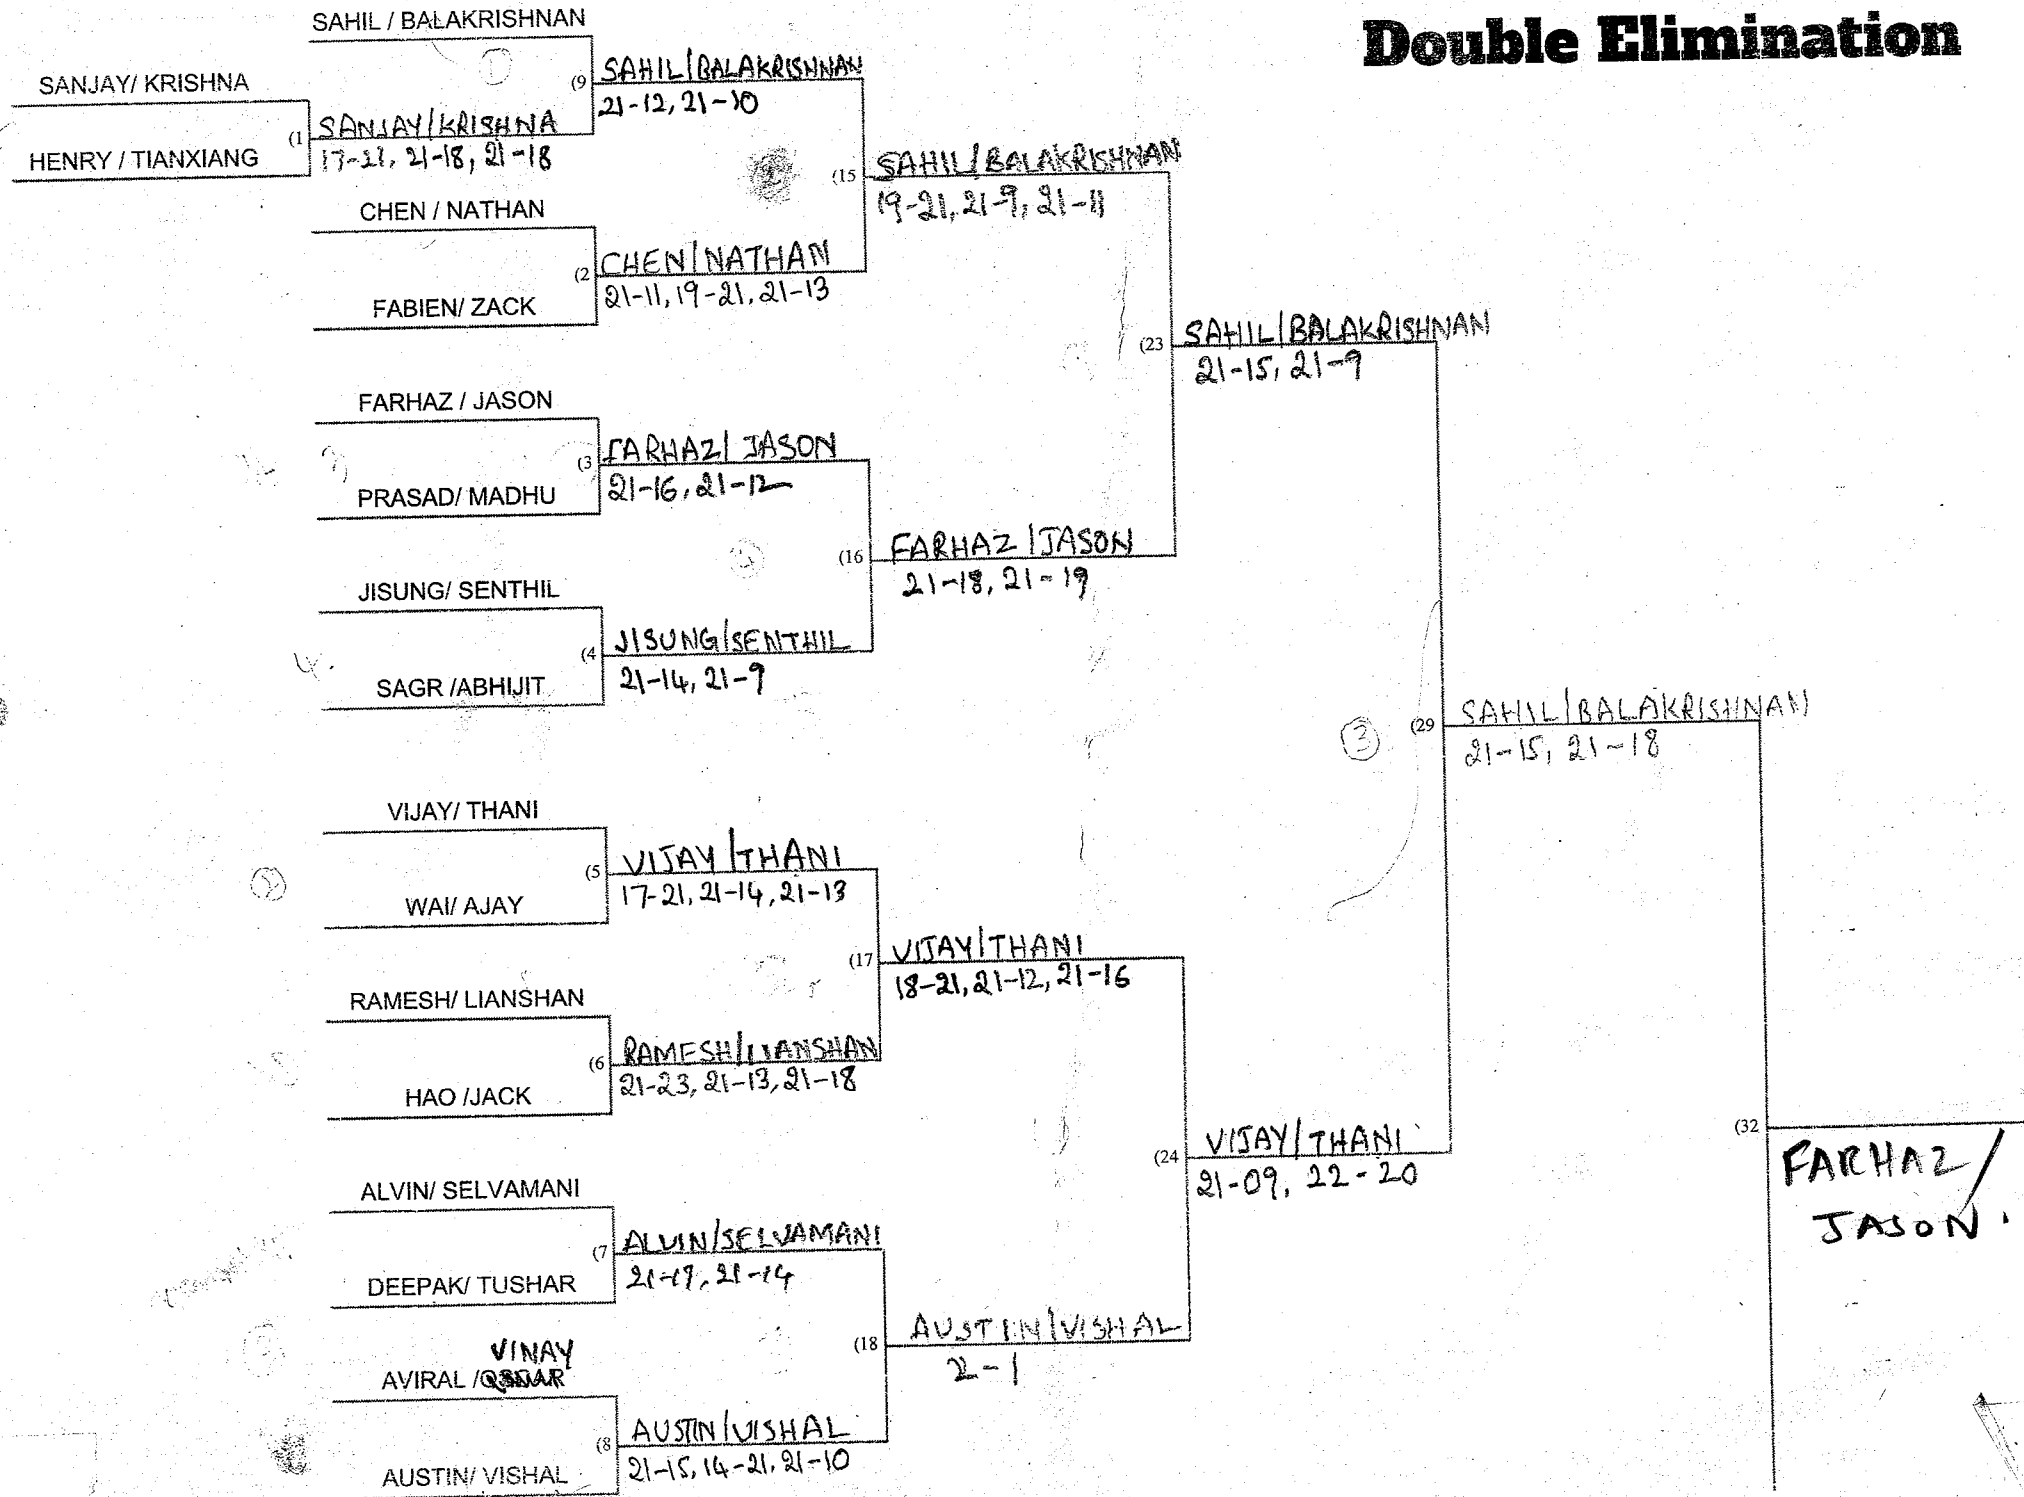 Double Elimination
SAHIL / BALAKRISHNAN
SANJAY/ KRISHNA
HENRY / TIANXIANG
(1
SANJAY/KRISHNA
17-21, 21-18, 21-18
(9
SAHIL/BALAKRISHNAN
21-12, 21-10
CHEN / NATHAN
FABIEN/ ZACK
(2
CHEN/NATHAN
21-11, 19-21, 21-13
(15
SAHIL/BALAKRISHNAN
19-21, 21-9, 21-11
FARHAZ / JASON
PRASAD/ MADHU
(3
FARHAZ/ JASON
21-16, 21-12
JISUNG/ SENTHIL
SAGR /ABHIJIT
4.
(4
JISUNG/SENTHIL
21-14, 21-9
(16
FARHAZ /JASON
21-18, 21-19
(23
SAHIL/BALAKRISHNAN
21-15, 21-9
VIJAY/ THANI
WAI/ AJAY
(5
VIJAY/THANI
17-21, 21-14, 21-13
RAMESH/ LIANSHAN
HAO /JACK
(6
RAMESH/LIANSHAN
21-23, 21-13, 21-18
(17
VIJAY/THANI
18-21, 21-12, 21-16
ALVIN/ SELVAMANI
DEEPAK/ TUSHAR
(7
ALVIN/SELVAMANI
21-14
VINAY
AVIRAL /
AUSTIN/ VISHAL
(8
AUSTIN/VISHAL
21-15, 14-21, 21-10
(18
AUSTIN/VISHAL
2-1
(24
VIJAY/THANI
21-09, 22-20
3
(29
SAHIL/BALAKRISHNAN
21-15, 21-18
(32
FARHAZ/
JASON.